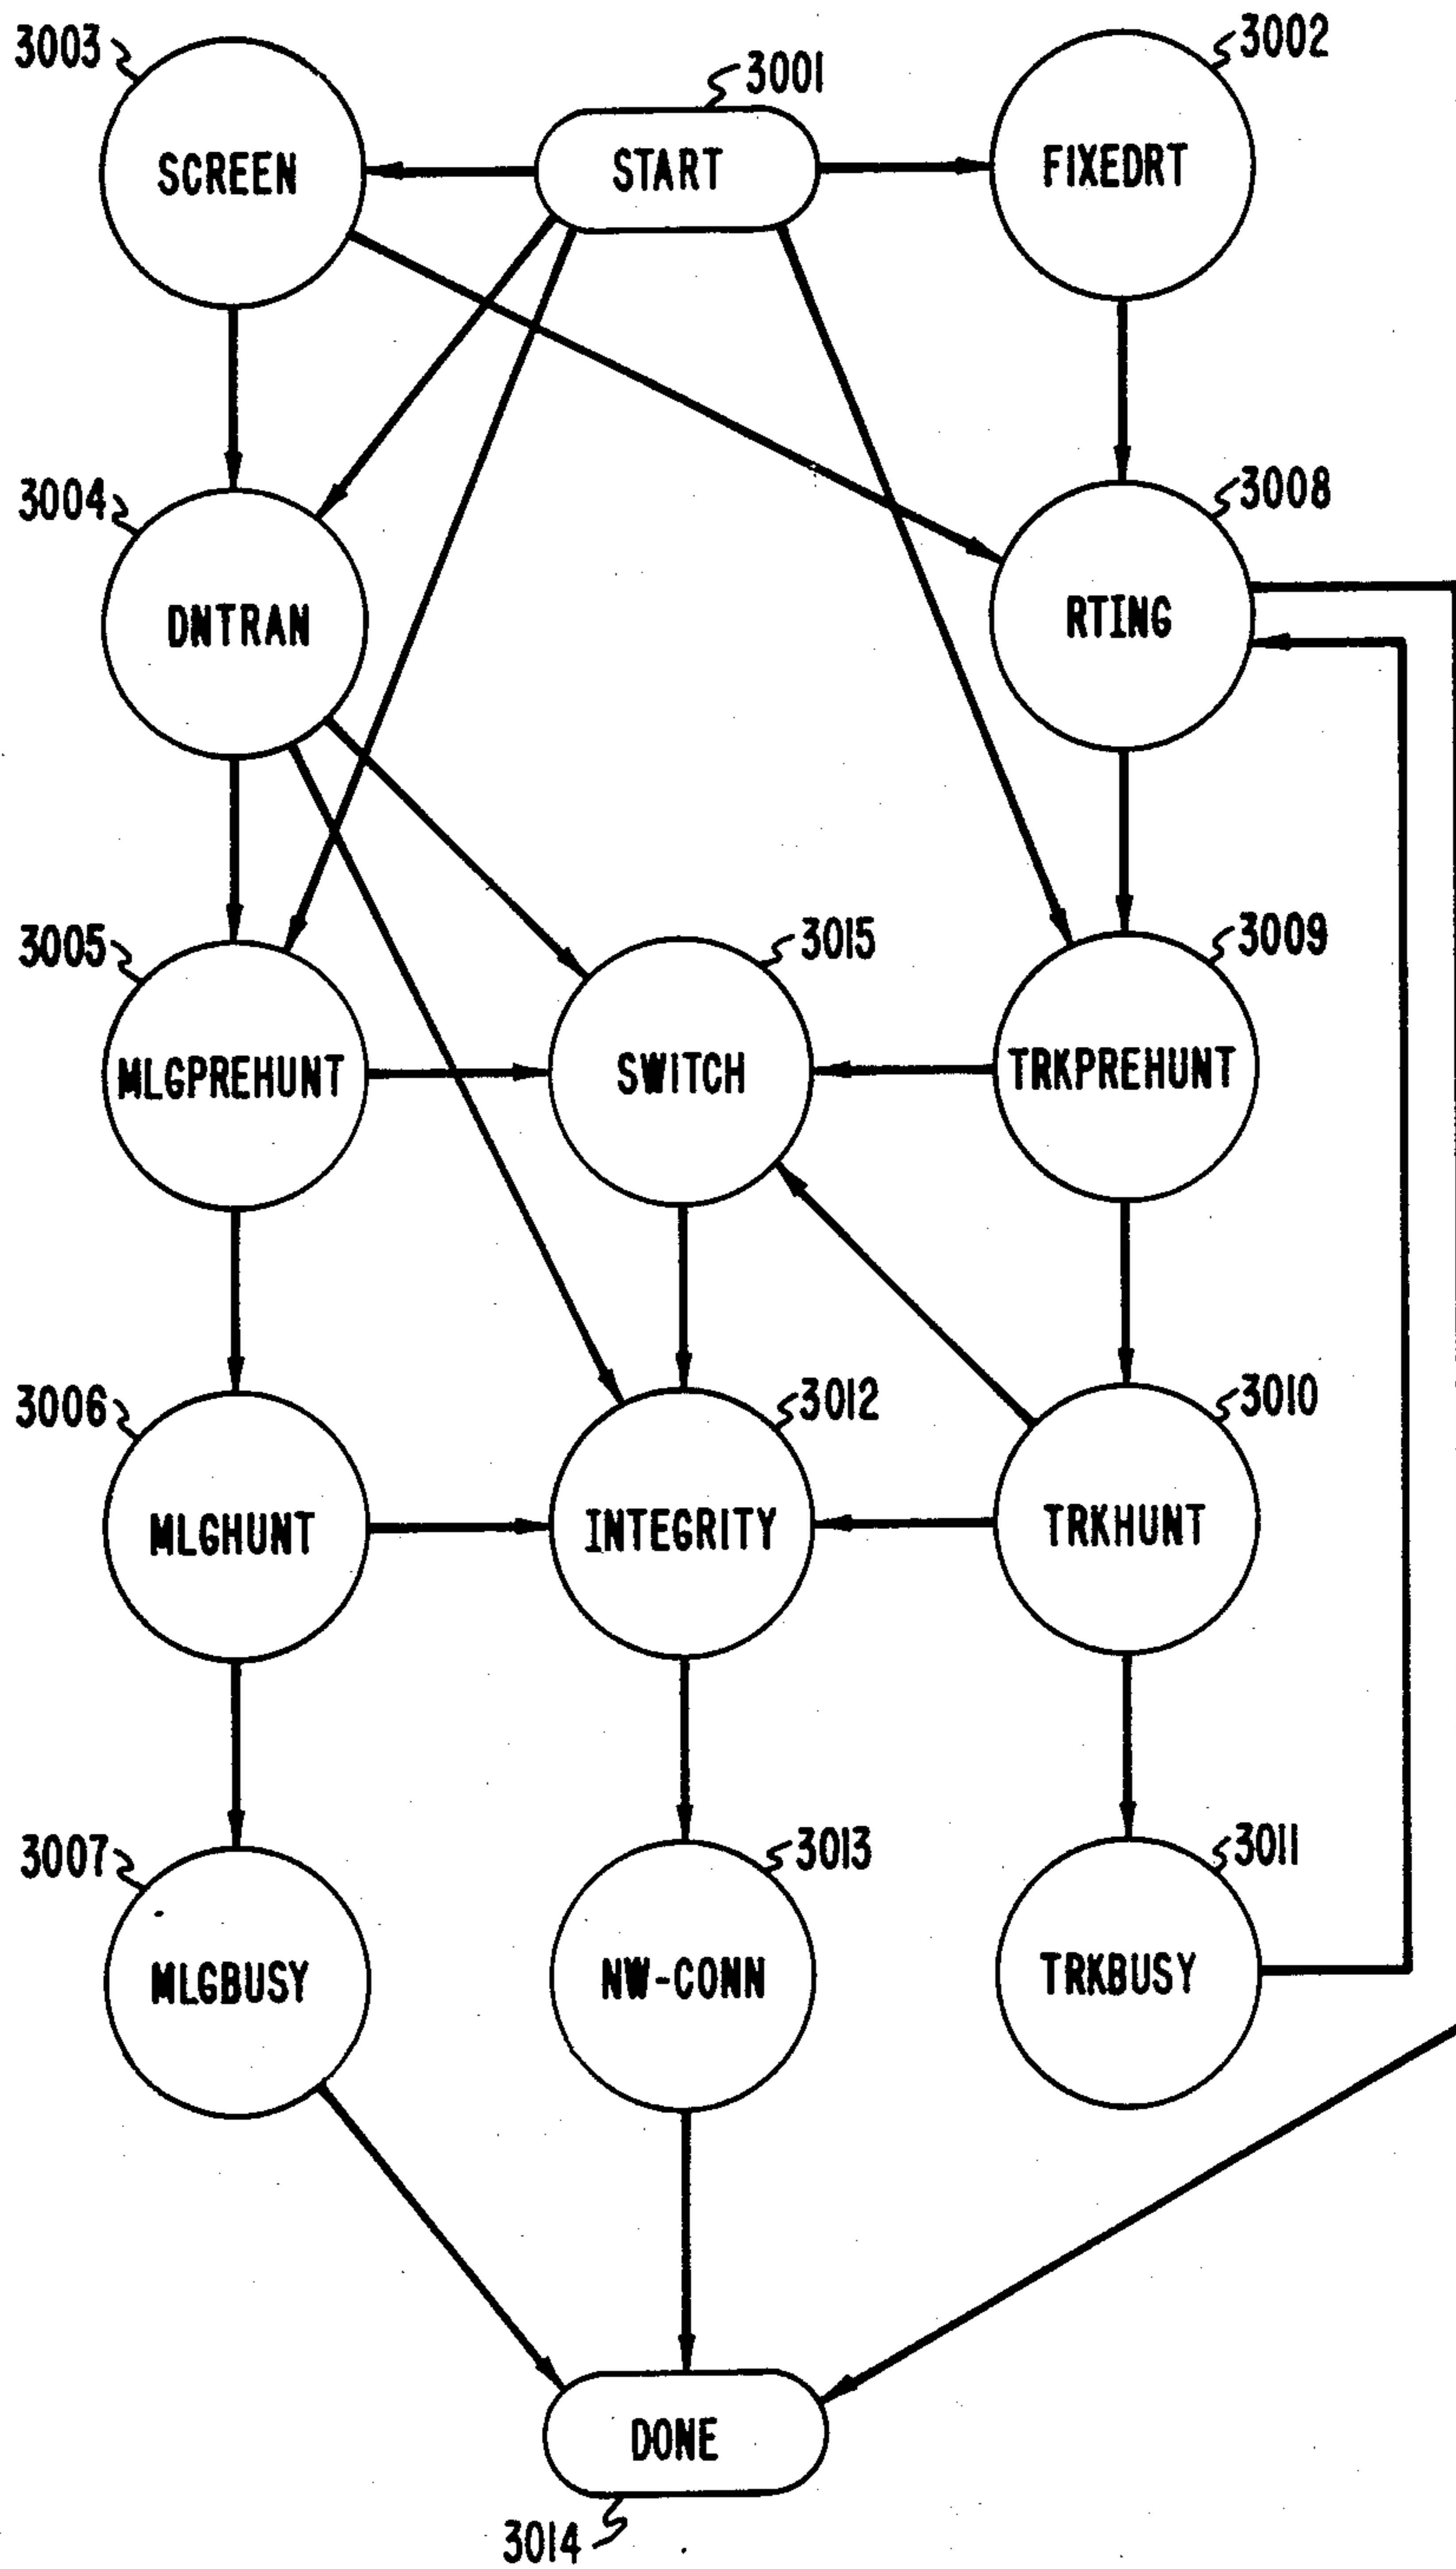 3003
3001
3002
SCREEN
START
FIXEDRT
3004
3008
DNTRAN
RTING
3005
3015
3009
MLGPREHUNT
SWITCH
TRKPREHUNT
3006
3012
3010
MLGHUNT
INTEGRITY
TRKHUNT
3007
3013
3011
MLGBUSY
NW-CONN
TRKBUSY
DONE
3014